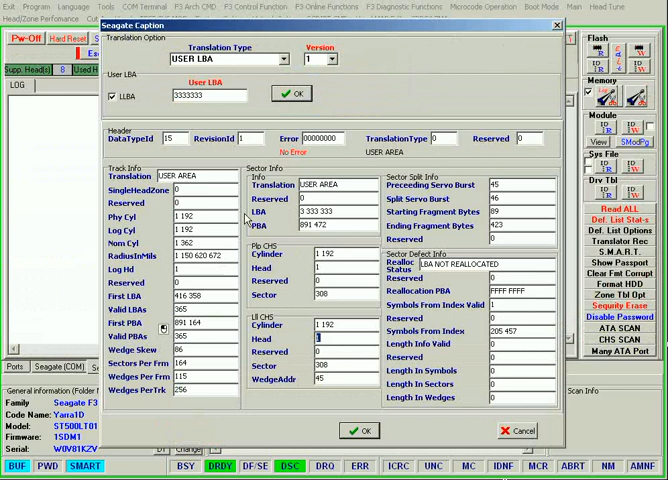 Exit Program Language Tools COM Terminal F3 Arch CMD F3 Control Function F3-Online Functions F3 Diagnostic Functions Microcode Operation Boot Mode Main Head Tune
Head/Zone Performance
Seagate Caption
Pw-Off Hard Reset
Supp. Head(s) 8 Used H
LOG
Translation Option
Translation Type Version
USER LBA 1
User LBA
User LBA
LLBA 3333333 OK
Header
DataTypeId 15 RevisionId 1 Error 00000000 TranslationType 0 Reserved 0
No Error USER AREA
Track Info
Translation USER AREA
SingleHeadZone 0
Reserved 0
Phy Cyl 1 192
Log Cyl 1 192
Nom Cyl 1 362
RadiusInMils 1 150 620 672
Log Hd 1
Reserved 0
First LBA 416 358
Valid LBAs 365
First PBA 891 164
Valid PBAs 365
Wedge Skew 86
Sectors Per Frm 164
Wedges Per Frm 115
Wedges PerTrk 256
Sector Info
Info
Translation USER AREA
Reserved 0
LBA 3 333 333
PBA 891 472
Plp CHS
Cylinder 1 192
Head 1
Reserved 0
Sector 308
Lll CHS
Cylinder 1 192
Head 1
Reserved 0
Sector 308
WedgeAddr 45
Sector Split Info
Preceeding Servo Burst 45
Split Servo Burst 46
Starting Fragment Bytes 89
Ending Fragment Bytes 423
Reserved 0
Sector Defect Info
Realloc Status LBA NOT REALLOCATED
Reserved 0
Reallocation PBA FFFF FFFF
Symbols From Index Valid 1
Reserved 0
Symbols From Index 205 457
Length Info Valid 0
Reserved 0
Length In Symbols 0
Length In Sectors 0
Length In Wedges 0
OK Cancel
Flash
R W
Memory
Module
ID R ID W
View SModPg
Sys File
ID R ID W
Drv Tbl
ID R ID W
Read ALL
Def. List Stat-s
Def. List Options
Translator Rec
S.M.A.R.T.
Show Passport
Clear Fmt Corrupt
Format HDD
Zone Tbl Opt
Sequrity Erase
Disable Password
ATA SCAN
CHS SCAN
Many ATA Port
Ports Seagate (COM) Seagat
General information (Folder N
Family Seagate F3
Code Name: Yarra1D
Model: ST500LT01
Firmware: 1SDM1
Serial: W0V81KZV
D1 Change
Scan Info
BUF PWD SMART BSY DRDY DF/SE DSC DRQ ERR ICRC UNC MC IDNF MCR ABRT NM AMNF